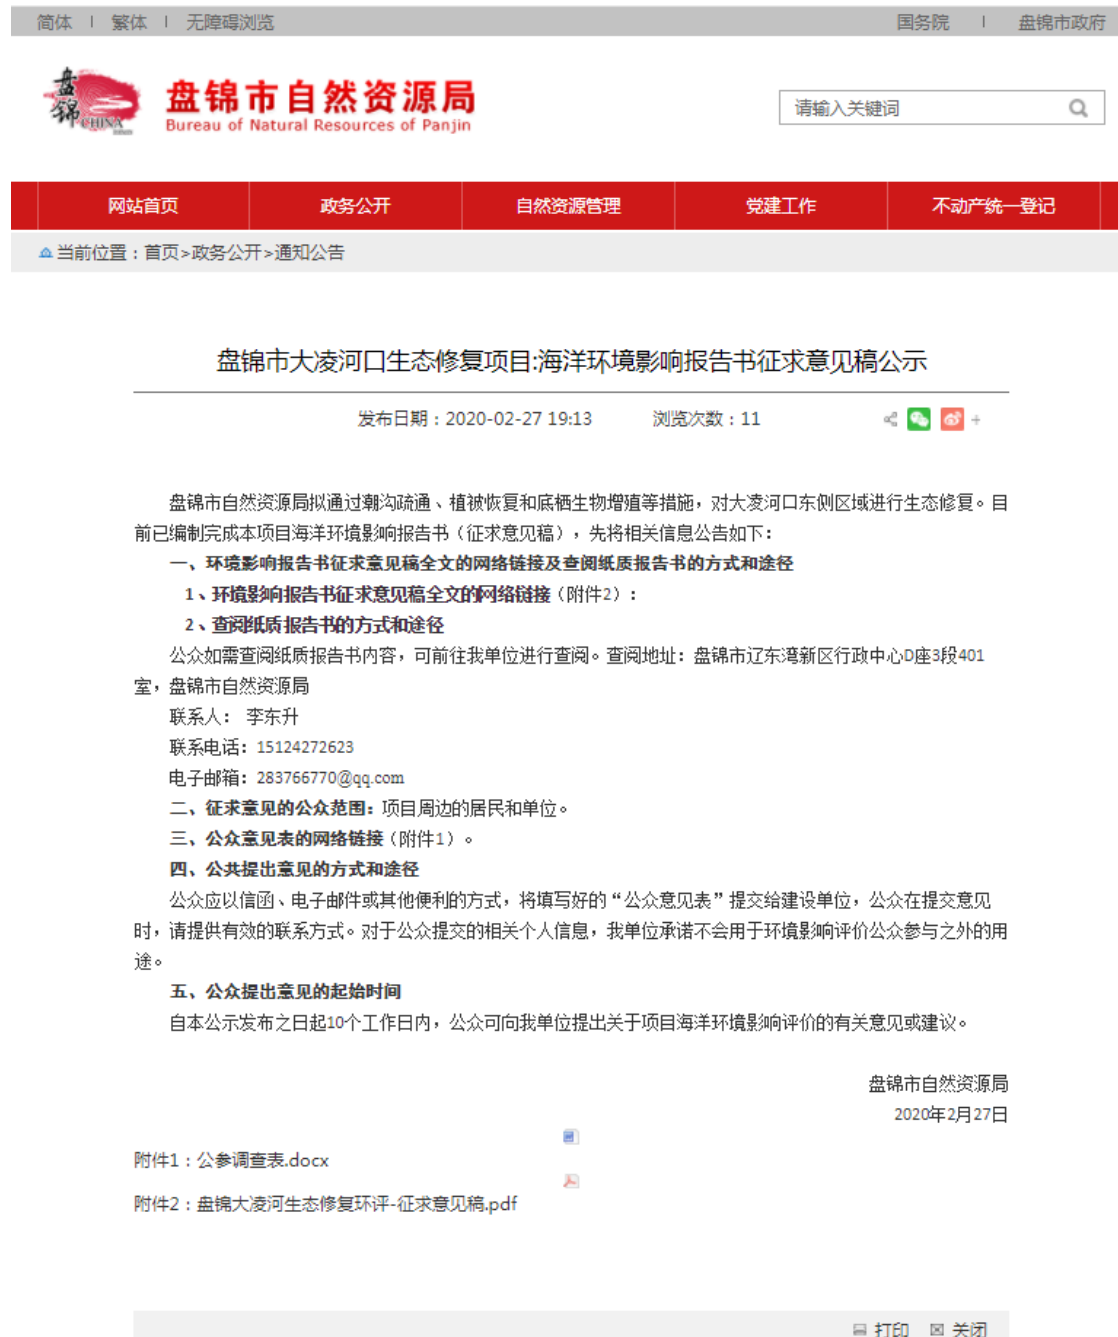 简体 | 繁体 | 无障碍浏览 国务院 | 盘锦市政府
盘锦 CHINA
盘锦市自然资源局
Bureau of Natural Resources of Panjin
请输入关键词
网站首页 政务公开 自然资源管理 党建工作 不动产统一登记
当前位置：首页>政务公开>通知公告
盘锦市大凌河口生态修复项目:海洋环境影响报告书征求意见稿公示
发布日期：2020-02-27 19:13 浏览次数：11
盘锦市自然资源局拟通过潮沟疏通、植被恢复和底栖生物增殖等措施，对大凌河口东侧区域进行生态修复。目
前已编制完成本项目海洋环境影响报告书（征求意见稿），先将相关信息公告如下：
一、环境影响报告书征求意见稿全文的网络链接及查阅纸质报告书的方式和途径
1、环境影响报告书征求意见稿全文的网络链接（附件2）：
2、查阅纸质报告书的方式和途径
公众如需查阅纸质报告书内容，可前往我单位进行查阅。查阅地址：盘锦市辽东湾新区行政中心D座3段401
室，盘锦市自然资源局
联系人： 李东升
联系电话：15124272623
电子邮箱：283766770@qq.com
二、征求意见的公众范围：项目周边的居民和单位。
三、公众意见表的网络链接（附件1）。
四、公共提出意见的方式和途径
公众应以信函、电子邮件或其他便利的方式，将填写好的“公众意见表”提交给建设单位，公众在提交意见
时，请提供有效的联系方式。对于公众提交的相关个人信息，我单位承诺不会用于环境影响评价公众参与之外的用
途。
五、公众提出意见的起始时间
自本公示发布之日起10个工作日内，公众可向我单位提出关于项目海洋环境影响评价的有关意见或建议。
盘锦市自然资源局
2020年2月27日
附件1：公参调查表.docx
附件2：盘锦大凌河生态修复环评-征求意见稿.pdf
打印 关闭